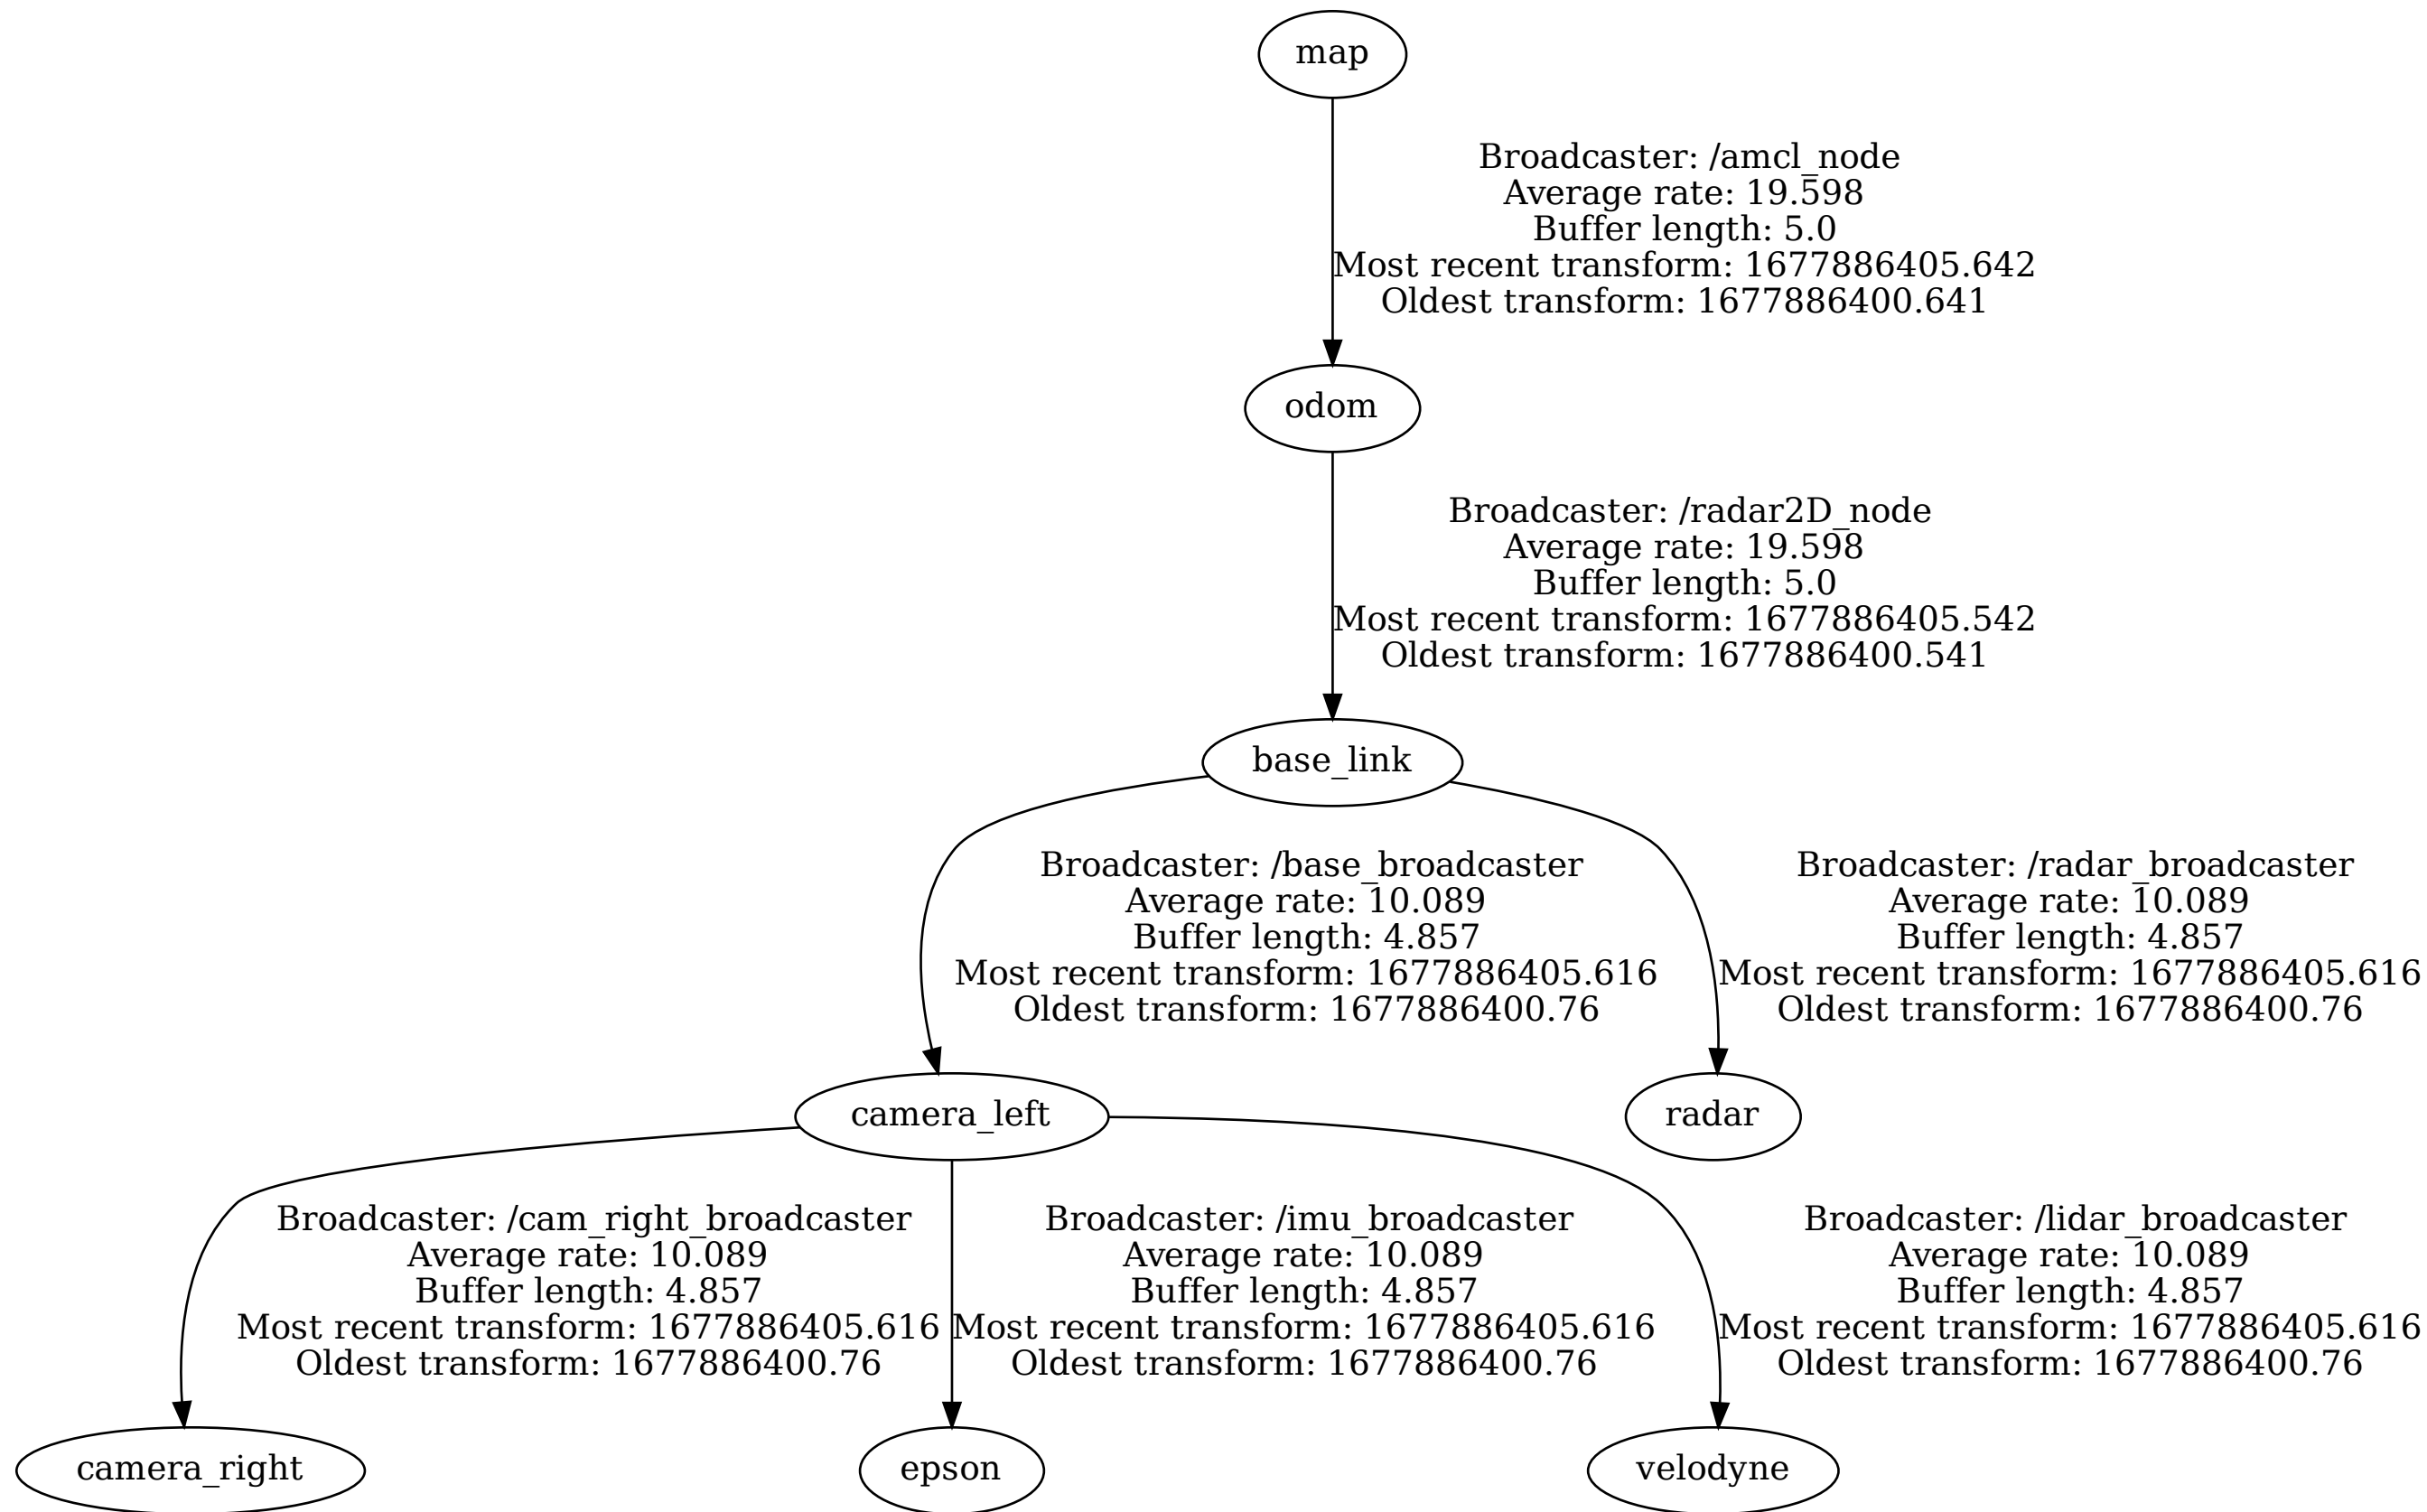 map
Broadcaster: /amcl_node
Average rate: 19.598
Buffer length: 5.0
Most recent transform: 1677886405.642
Oldest transform: 1677886400.641
odom
Broadcaster: /radar2D_node
Average rate: 19.598
Buffer length: 5.0
Most recent transform: 1677886405.542
Oldest transform: 1677886400.541
base_link
Broadcaster: /base_broadcaster
Average rate: 10.089
Buffer length: 4.857
Most recent transform: 1677886405.616
Oldest transform: 1677886400.76
Broadcaster: /radar_broadcaster
Average rate: 10.089
Buffer length: 4.857
Most recent transform: 1677886405.616
Oldest transform: 1677886400.76
camera_left
radar
Broadcaster: /cam_right_broadcaster
Average rate: 10.089
Buffer length: 4.857
Most recent transform: 1677886405.616
Oldest transform: 1677886400.76
Broadcaster: /imu_broadcaster
Average rate: 10.089
Buffer length: 4.857
Most recent transform: 1677886405.616
Oldest transform: 1677886400.76
Broadcaster: /lidar_broadcaster
Average rate: 10.089
Buffer length: 4.857
Most recent transform: 1677886405.616
Oldest transform: 1677886400.76
camera_right
epson
velodyne